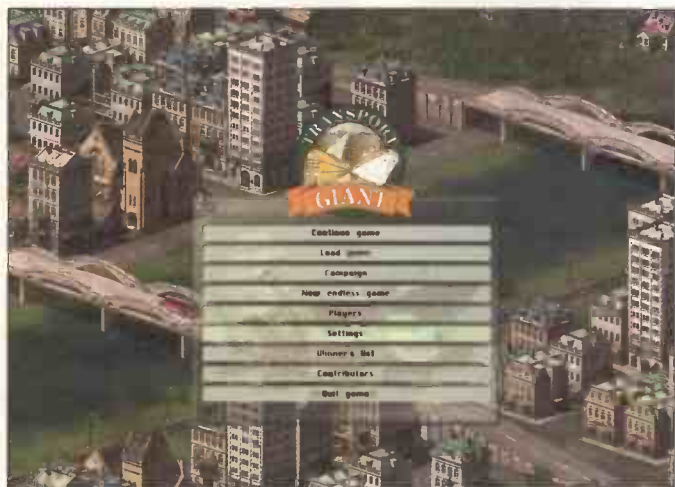 TRANSPORT
GIANT
Continue game
Load game
Campaign
New endless game
Players
Settings
Winners list
Contributors
Quit game